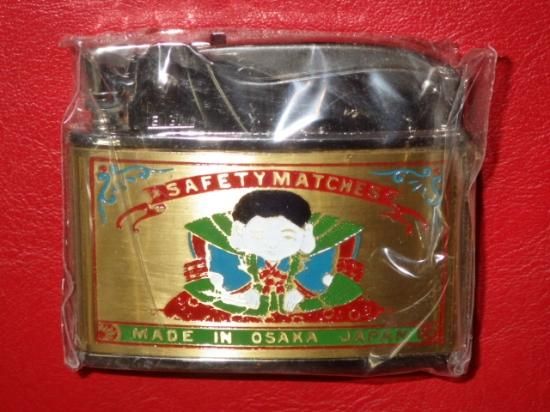 SAFETY MATCHES
MADE IN OSAKA JAPAN